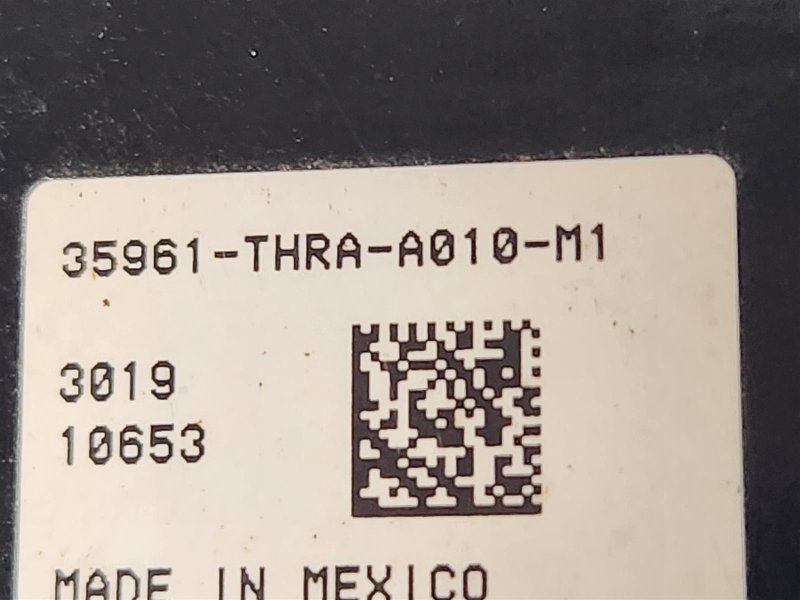 35961-THRA-A010-M1
3019
10653
MADE IN MEXICO